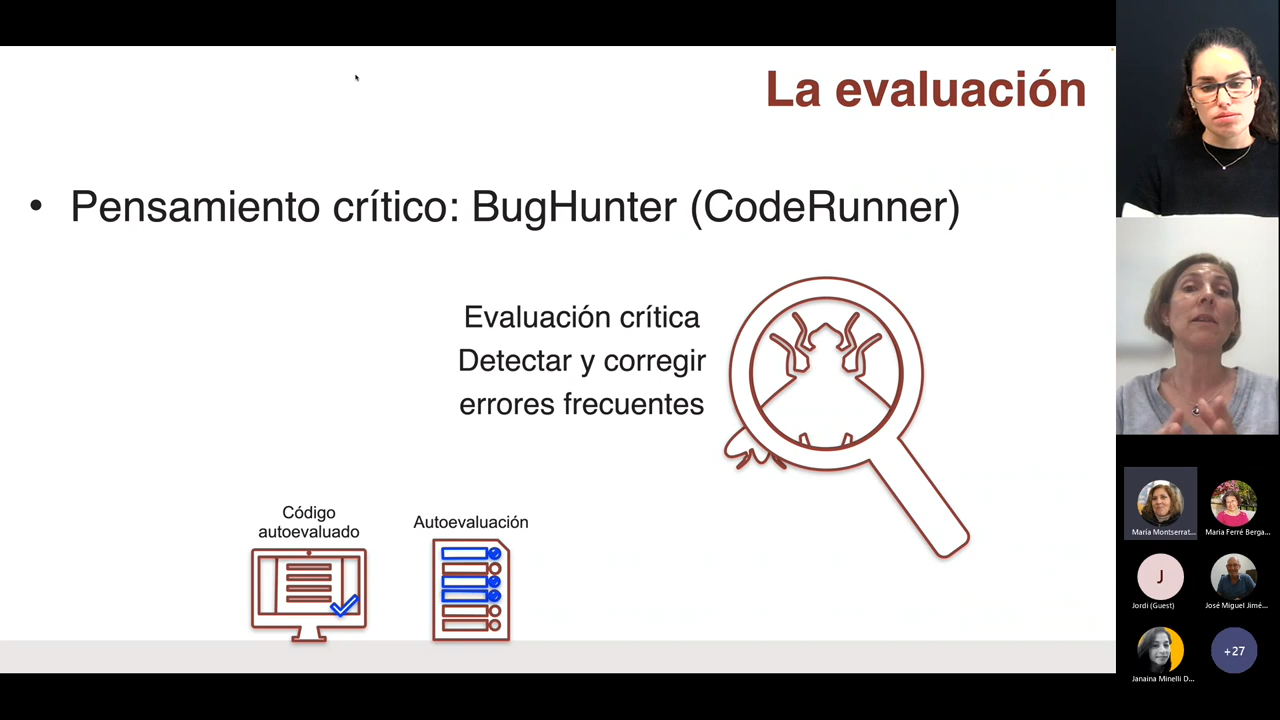 La evaluación
• Pensamiento crítico: BugHunter (CodeRunner)
Evaluación crítica
Detectar y corregir
errores frecuentes
Código
autoevaluado
Autoevaluación
María Montserrat...
Maria Ferré Berga...
J
Jordi (Guest)
José Miguel Jimé...
Janaina Minelli D...
+27